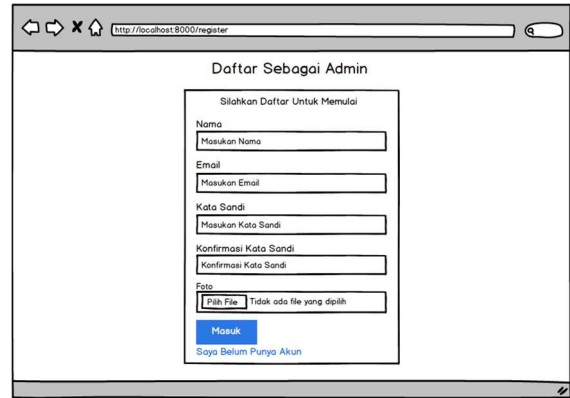 http://localhost:8000/register
Daftar Sebagai Admin
Silahkan Daftar Untuk Memulai
Nama
Masukan Nama
Email
Masukan Email
Kata Sandi
Masukan Kata Sandi
Konfirmasi Kata Sandi
Konfirmasi Kata Sandi
Foto
Pilih File Tidak ada file yang dipilih
Masuk
Saya Belum Punya Akun